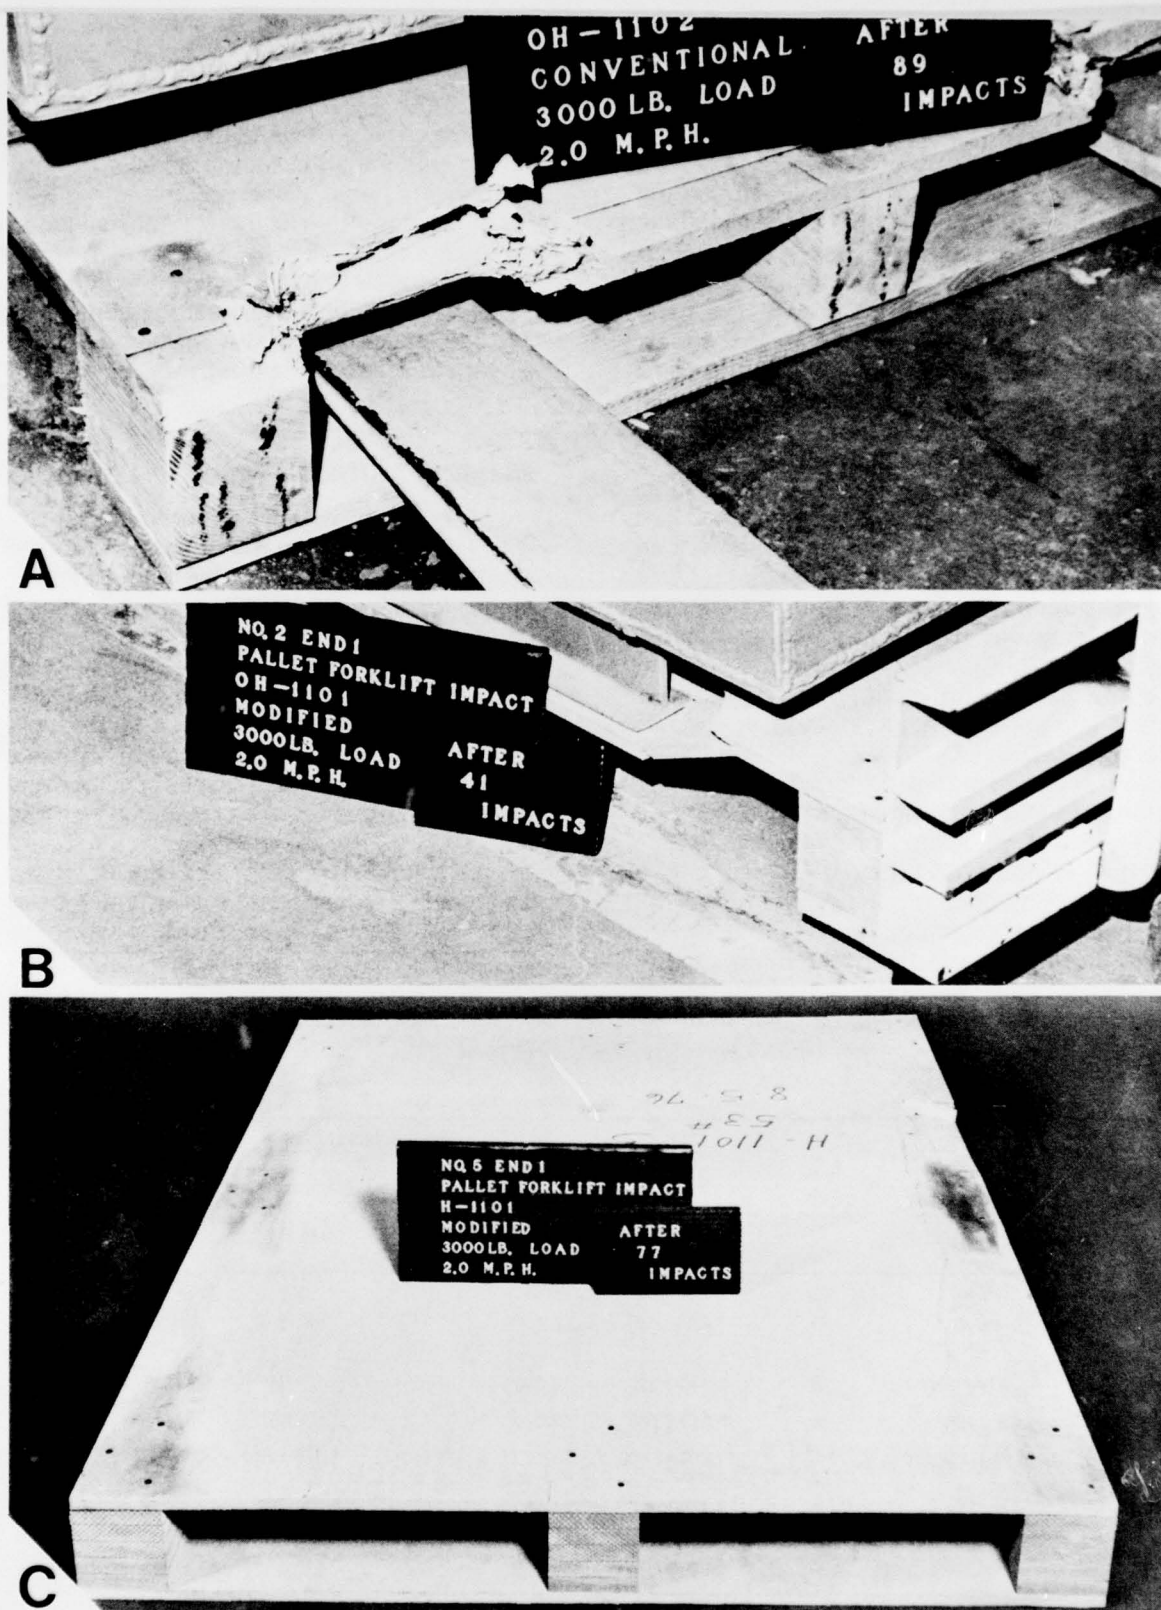 OH-1102
CONVENTIONAL
3000 LB. LOAD
2.0 M.P.H.
AFTER
89
IMPACTS
A
NO. 2 END 1
PALLET FORKLIFT IMPACT
OH-1101
MODIFIED
3000 LB. LOAD
2.0 M.P.H.
AFTER
41
IMPACTS
B
8.5.76
53#
H-1101
NO. 5 END 1
PALLET FORKLIFT IMPACT
H-1101
MODIFIED
3000 LB. LOAD
2.0 M.P.H.
AFTER
77
IMPACTS
C